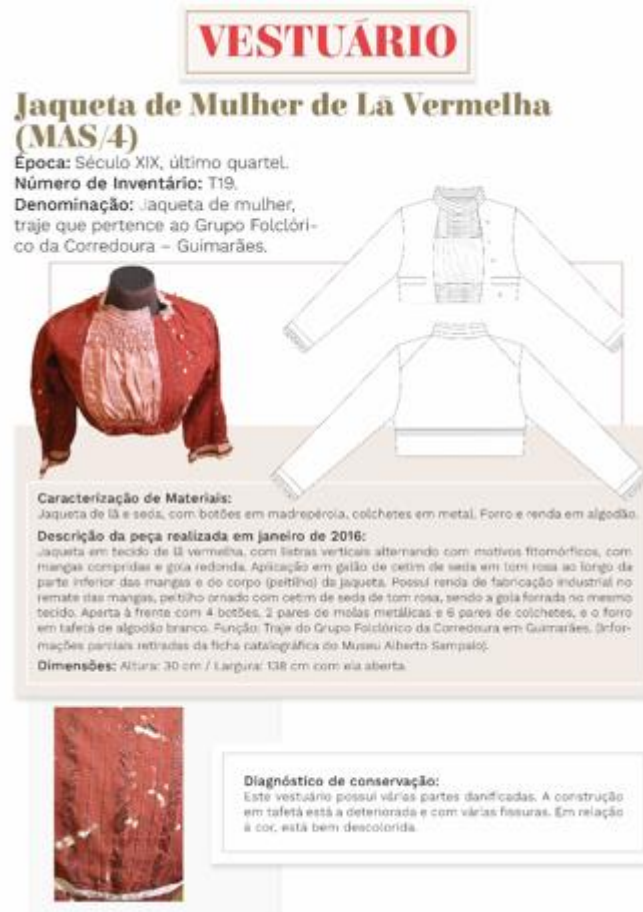 VESTUÁRIO
Jaqueta de Mulher de Lã Vermelha
(MAS/4)
Época: Século XIX, último quartel.
Número de Inventário: T19.
Denominação: Jaqueta de mulher,
traje que pertence ao Grupo Folclóri-
co da Corredoura – Guimarães.
Caracterização de Materiais:
Jaqueta de lã e seda, com botões em madrepérola, colchetes em metal. Forro e renda em algodão.
Descrição da peça realizada em janeiro de 2016:
Jaqueta em tecido de lã vermelha, com listras verticais alternando com motivos fitomórficos, com
mangas compridas e gola redonda. Aplicação em galão de cetim de seda em tom rosa ao longo da
parte inferior das mangas e do corpo (peitilho) da jaqueta. Possui renda de fabricação industrial no
remate das mangas, peitilho ornado com cetim de seda de tom rosa, sendo a gola forrada no mesmo
tecido. Aperta à frente com 4 botões, 2 pares de molas metálicas e 6 pares de colchetes, e o forro
em tafetá de algodão branco. Função: Traje do Grupo Folclórico da Corredoura em Guimarães. (Infor-
mações parciais retiradas da ficha catalográfica do Museu Alberto Sampaio).
Dimensões: Altura: 30 cm / Largura: 138 cm com ela aberta.
Diagnóstico de conservação:
Este vestuário possui várias partes danificadas. A construção
em tafetá está a deteriorada e com várias fissuras. Em relação
à cor, está bem descolorida.